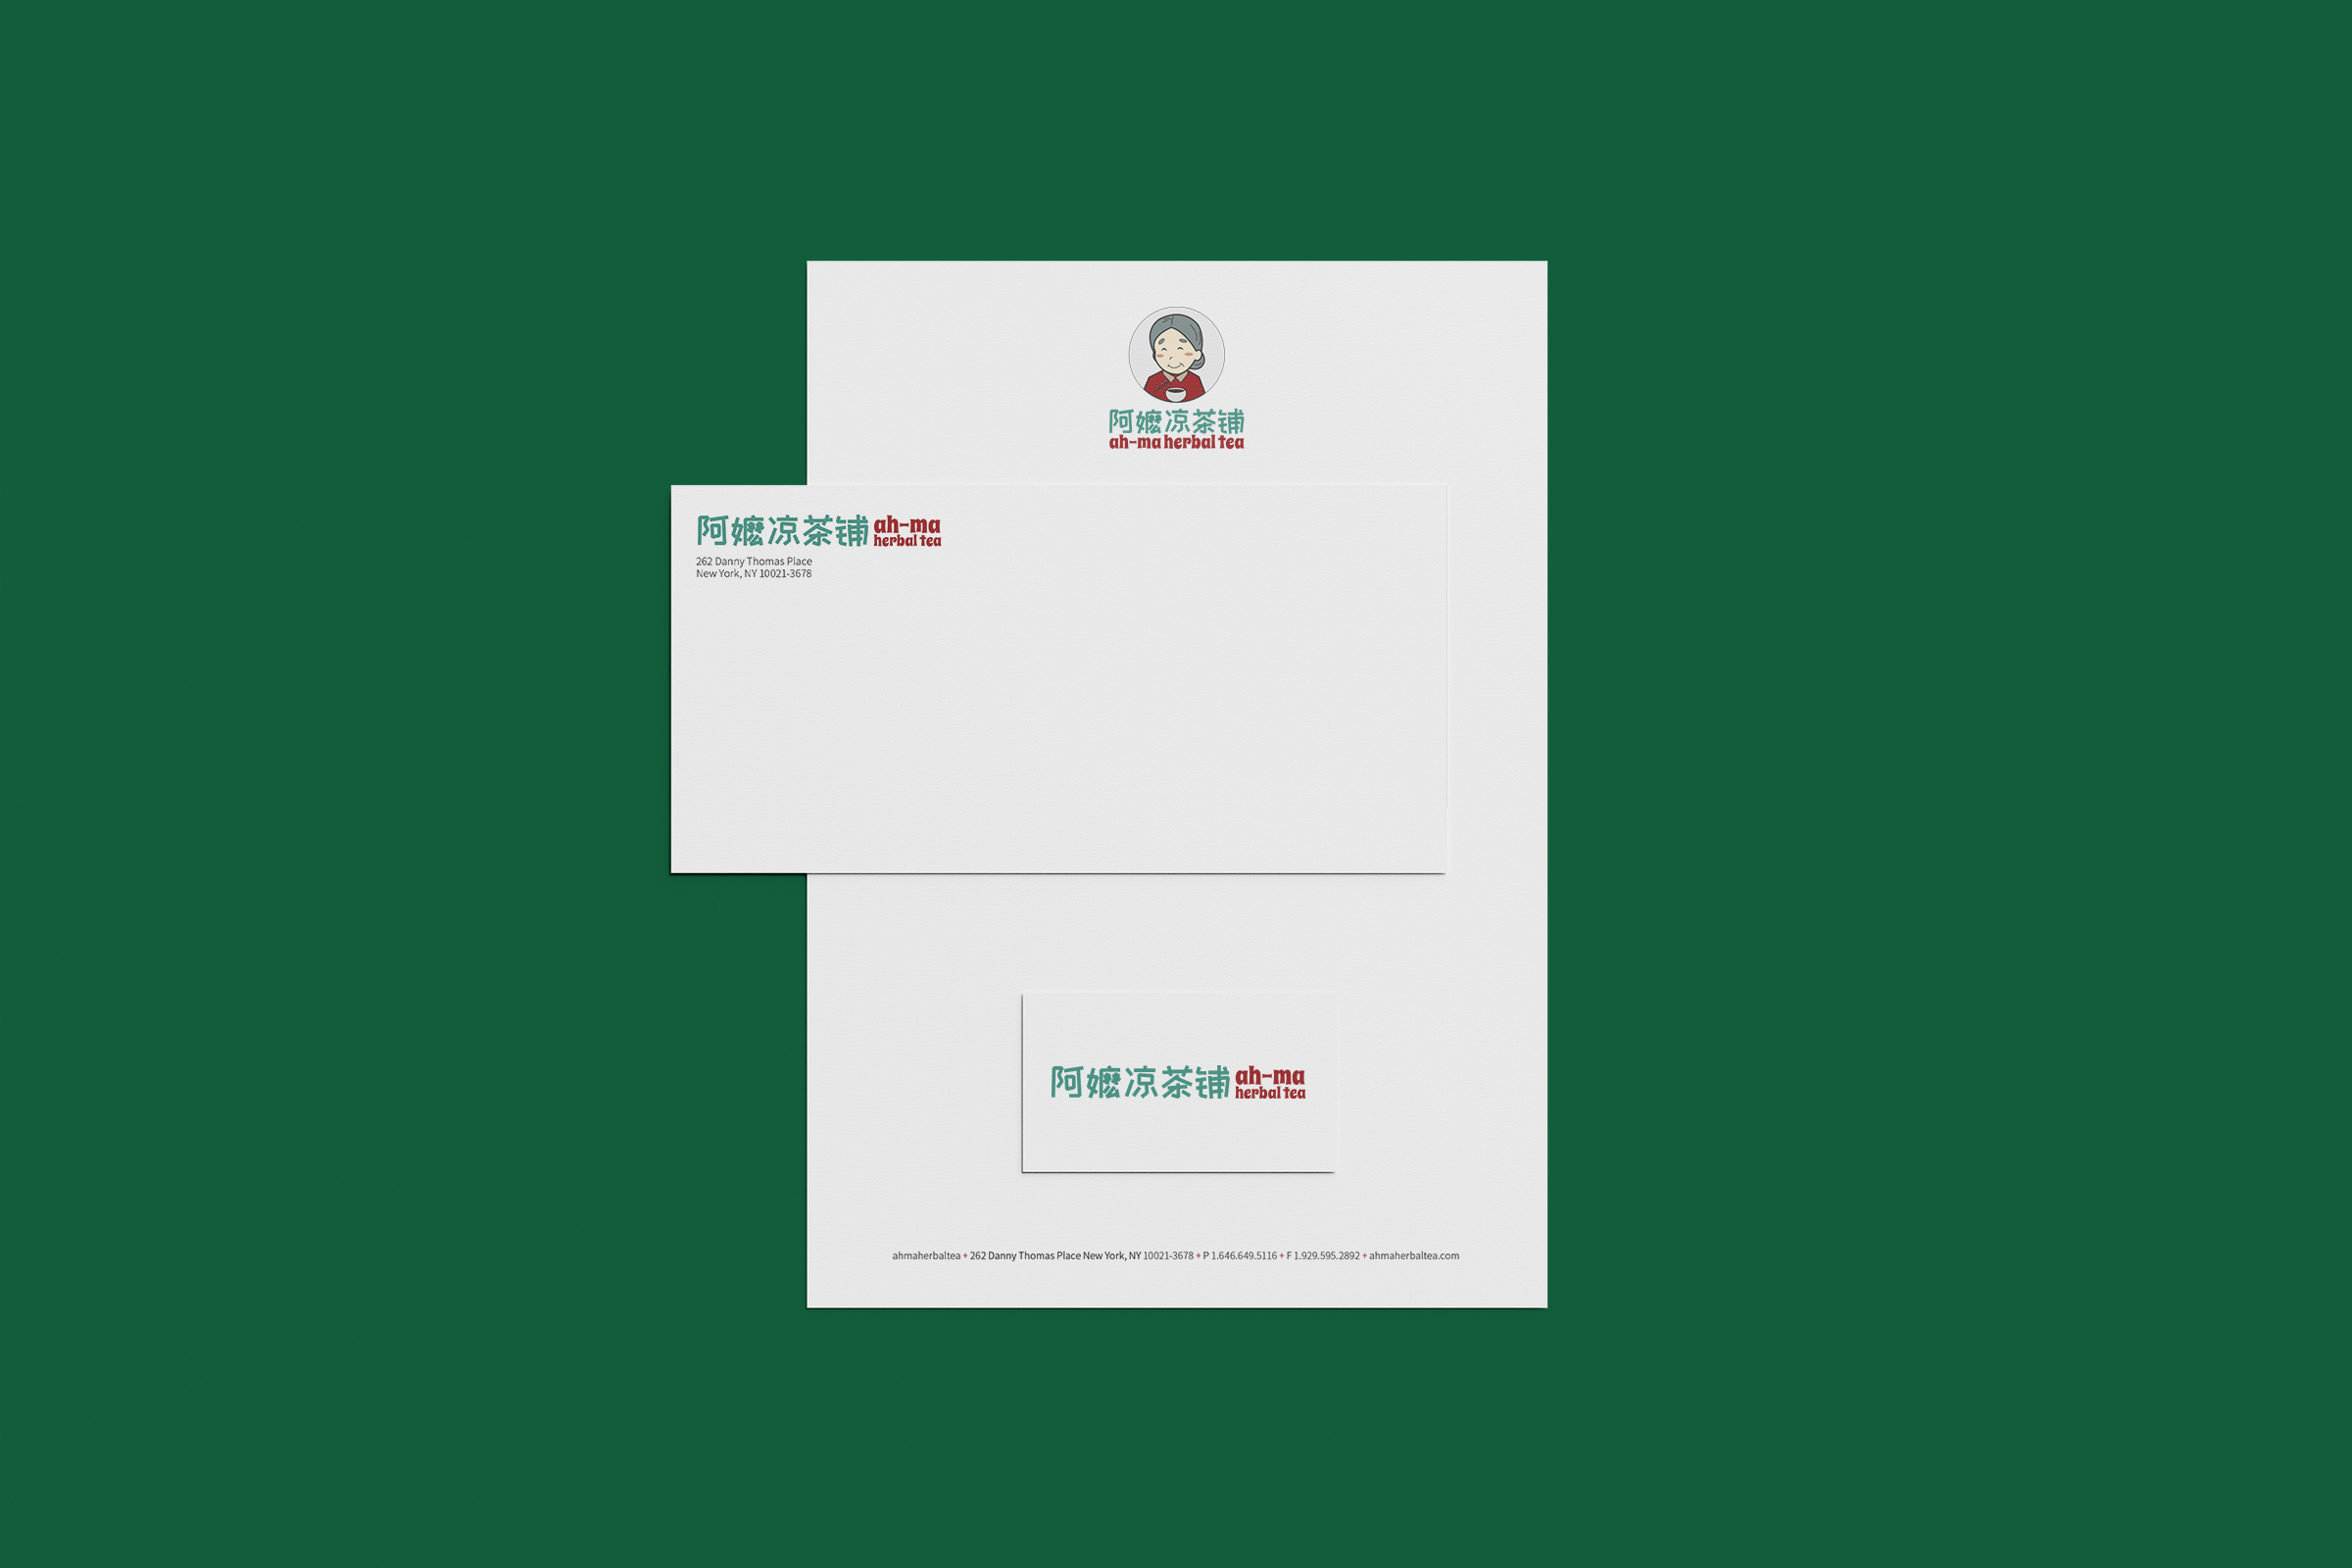 阿嬷凉茶铺
ah-ma herbal tea
阿嬷凉茶铺 ah-ma
herbal tea
262 Danny Thomas Place
New York, NY 10021-3678
阿嬷凉茶铺 ah-ma
herbal tea
ahmaherbaltea + 262 Danny Thomas Place New York, NY 10021-3678 + P 1.646.649.5116 + F 1.929.595.2892 + ahmaherbaltea.com